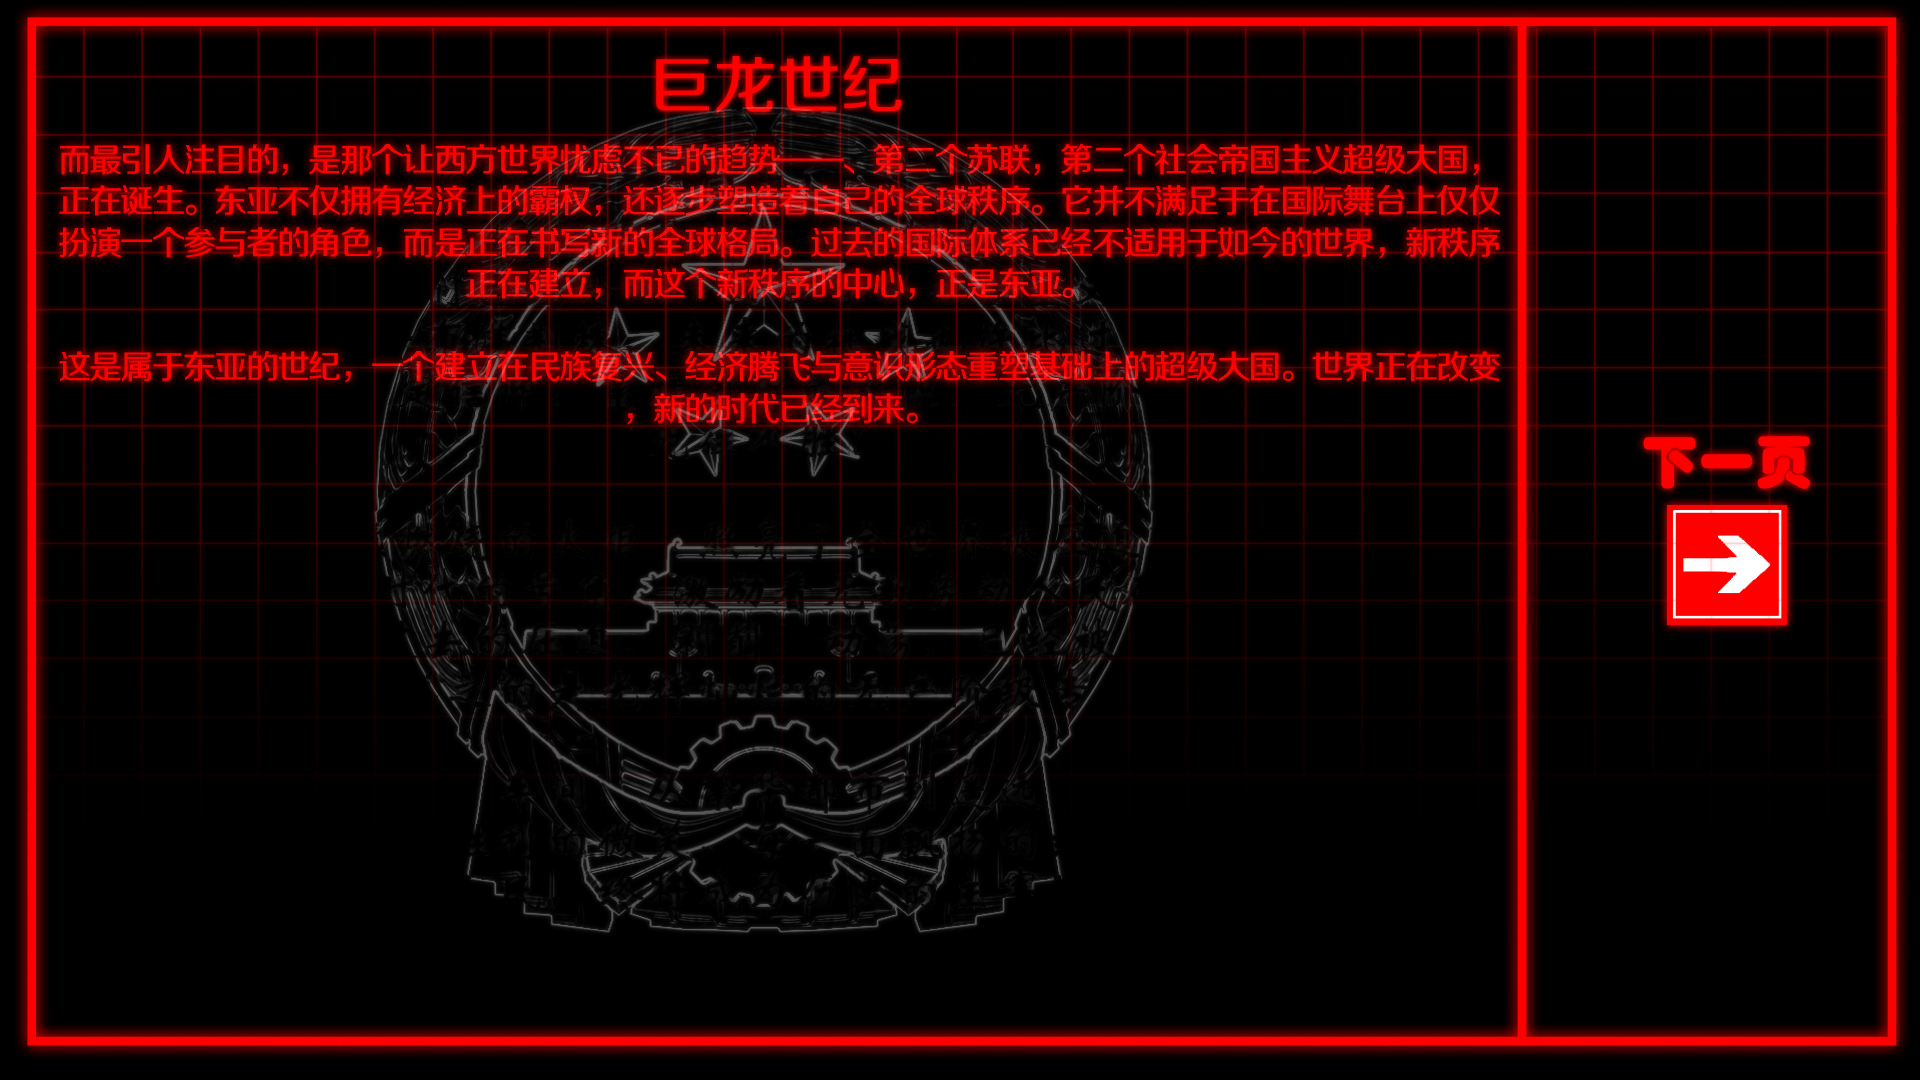 巨龙世纪
而最引人注目的，是那个让西方世界忧虑不已的趋势——、第二个苏联，第二个社会帝国主义超级大国，
正在诞生。东亚不仅拥有经济上的霸权，还逐步塑造着自己的全球秩序。它并不满足于在国际舞台上仅仅
扮演一个参与者的角色，而是正在书写新的全球格局。过去的国际体系已经不适用于如今的世界，新秩序
正在建立，而这个新秩序的中心，正是东亚。
这是属于东亚的世纪，一个建立在民族复兴、经济腾飞与意识形态重塑基础上的超级大国。世界正在改变
，新的时代已经到来。
下一页